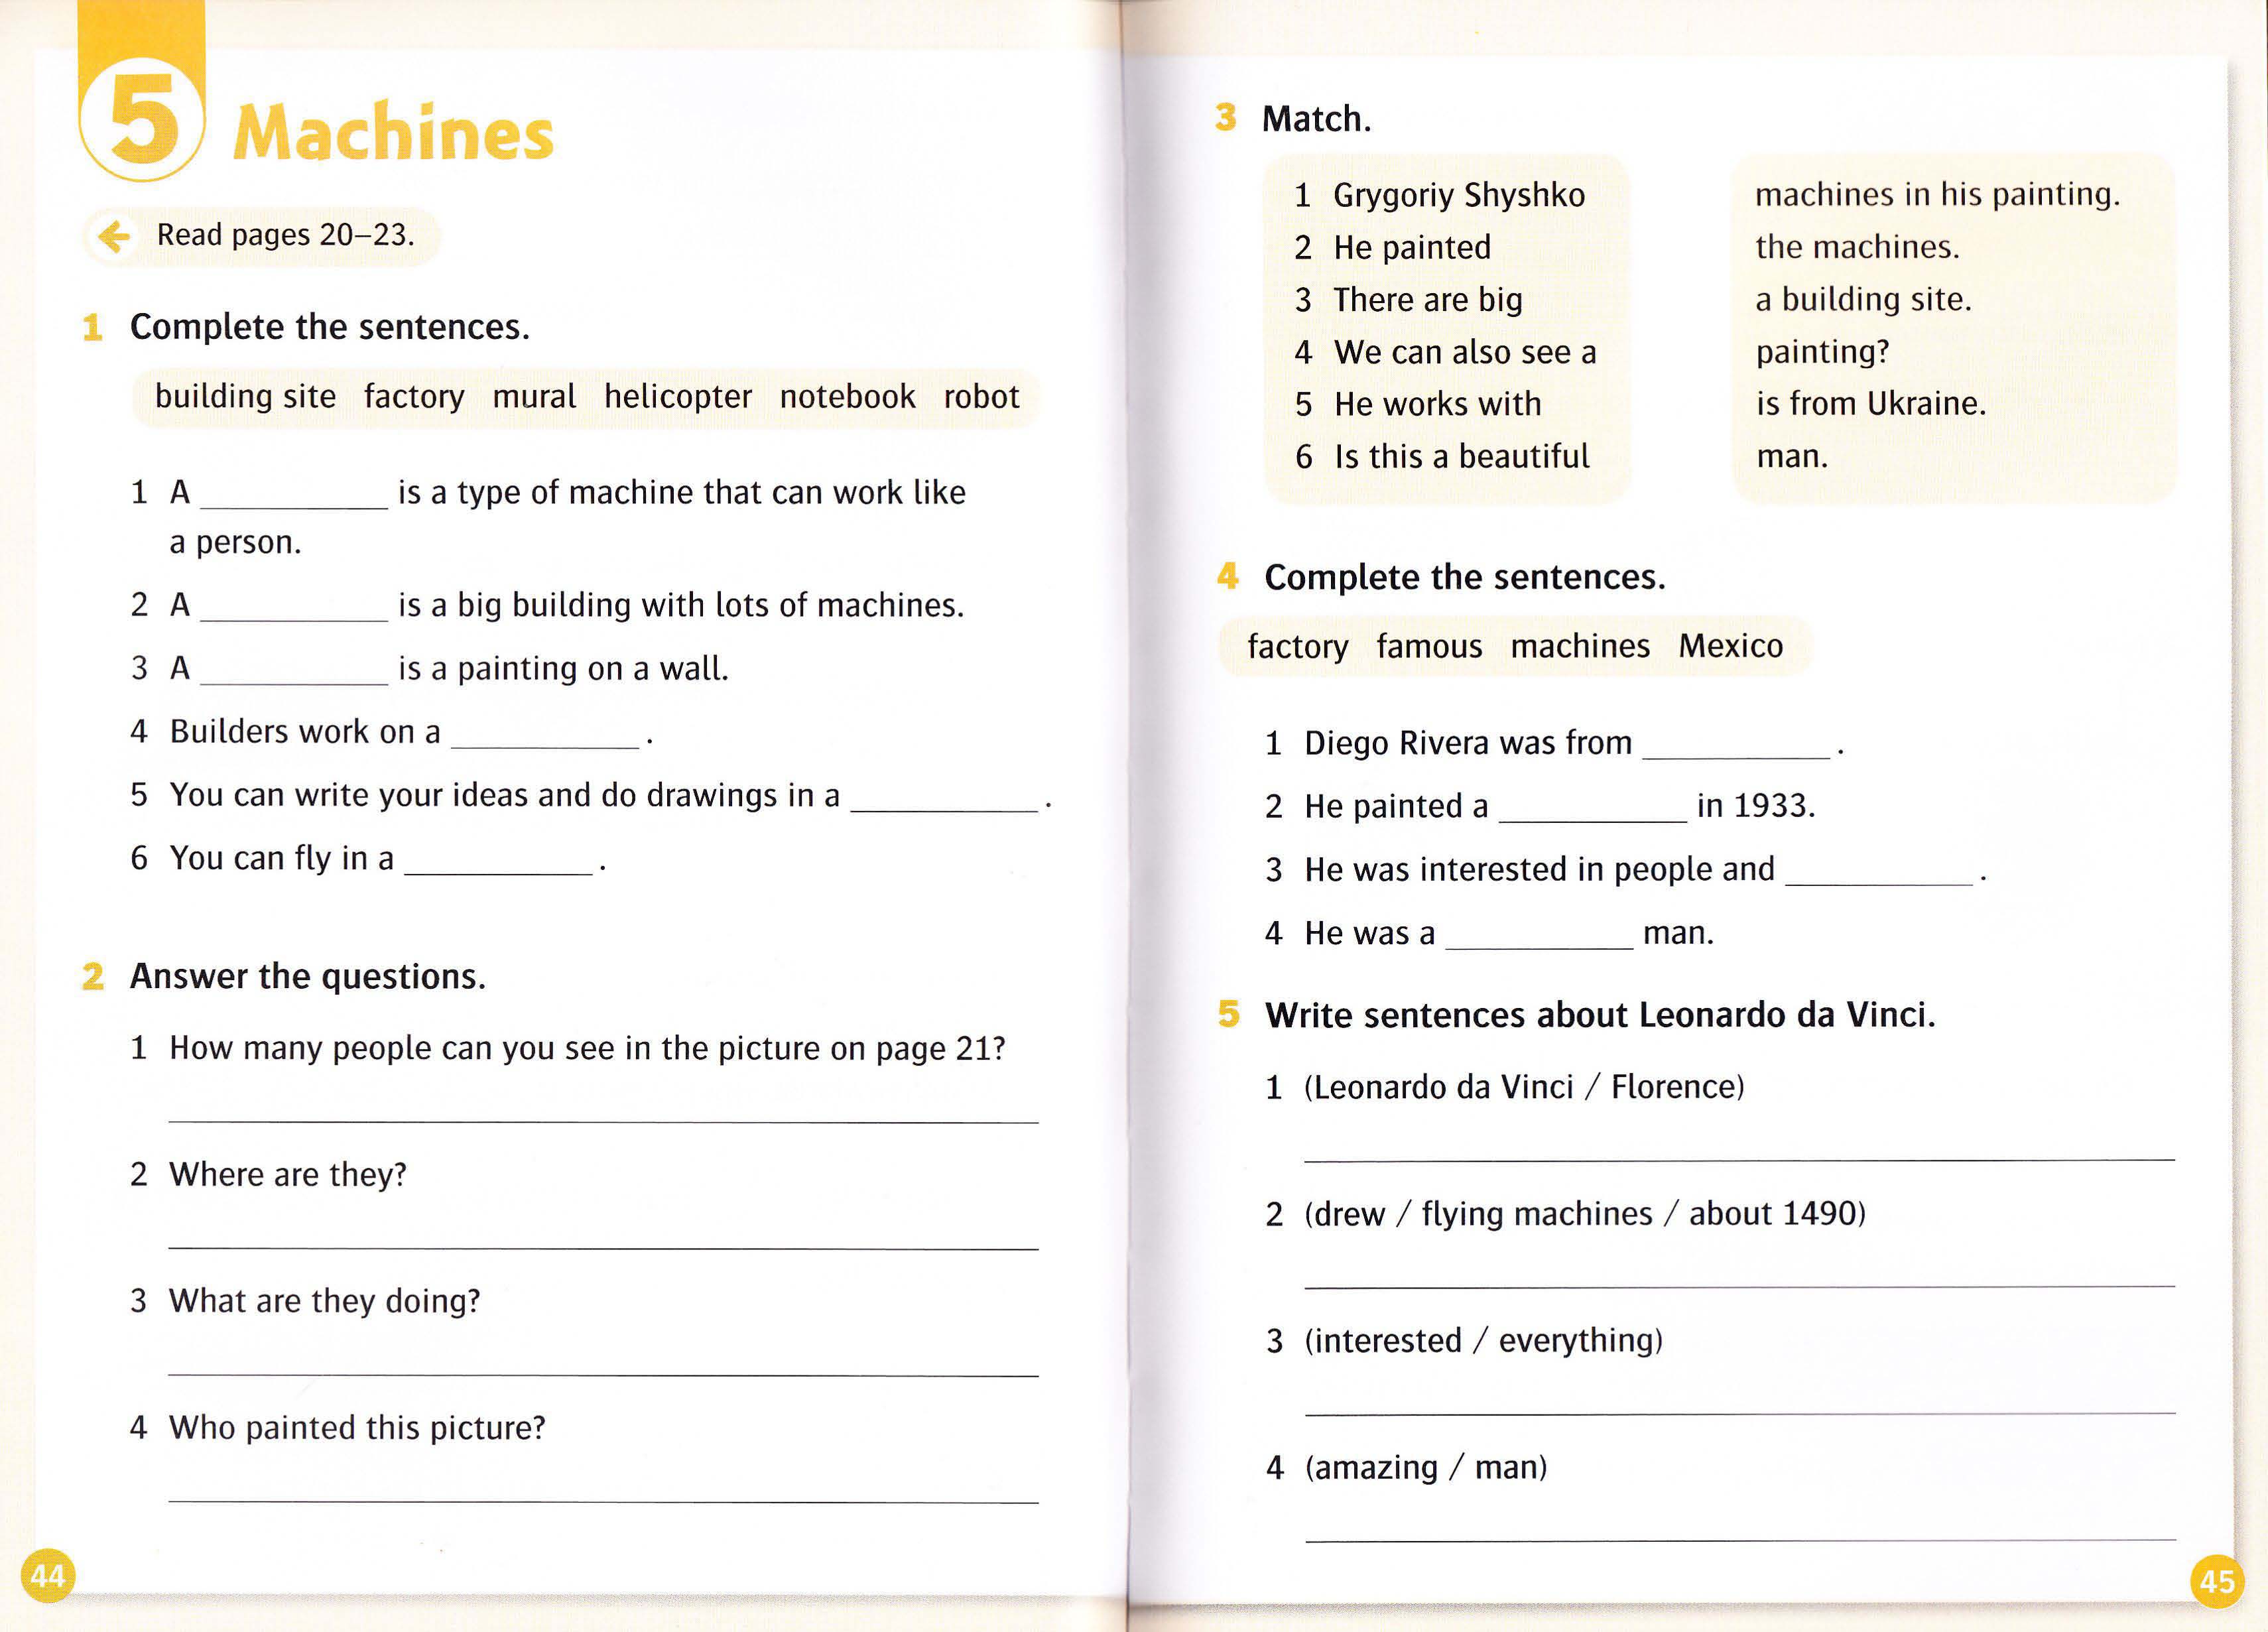 5 Machines
Read pages 20–23.
1 Complete the sentences.
building site factory mural helicopter notebook robot
1 A __________ is a type of machine that can work like
a person.
2 A __________ is a big building with lots of machines.
3 A __________ is a painting on a wall.
4 Builders work on a __________ .
5 You can write your ideas and do drawings in a __________ .
6 You can fly in a __________ .
2 Answer the questions.
1 How many people can you see in the picture on page 21?
2 Where are they?
3 What are they doing?
4 Who painted this picture?
44
3 Match.
1 Grygoriy Shyshko
2 He painted
3 There are big
4 We can also see a
5 He works with
6 Is this a beautiful
machines in his painting.
the machines.
a building site.
painting?
is from Ukraine.
man.
4 Complete the sentences.
factory famous machines Mexico
1 Diego Rivera was from __________ .
2 He painted a __________ in 1933.
3 He was interested in people and __________ .
4 He was a __________ man.
5 Write sentences about Leonardo da Vinci.
1 (Leonardo da Vinci / Florence)
2 (drew / flying machines / about 1490)
3 (interested / everything)
4 (amazing / man)
45